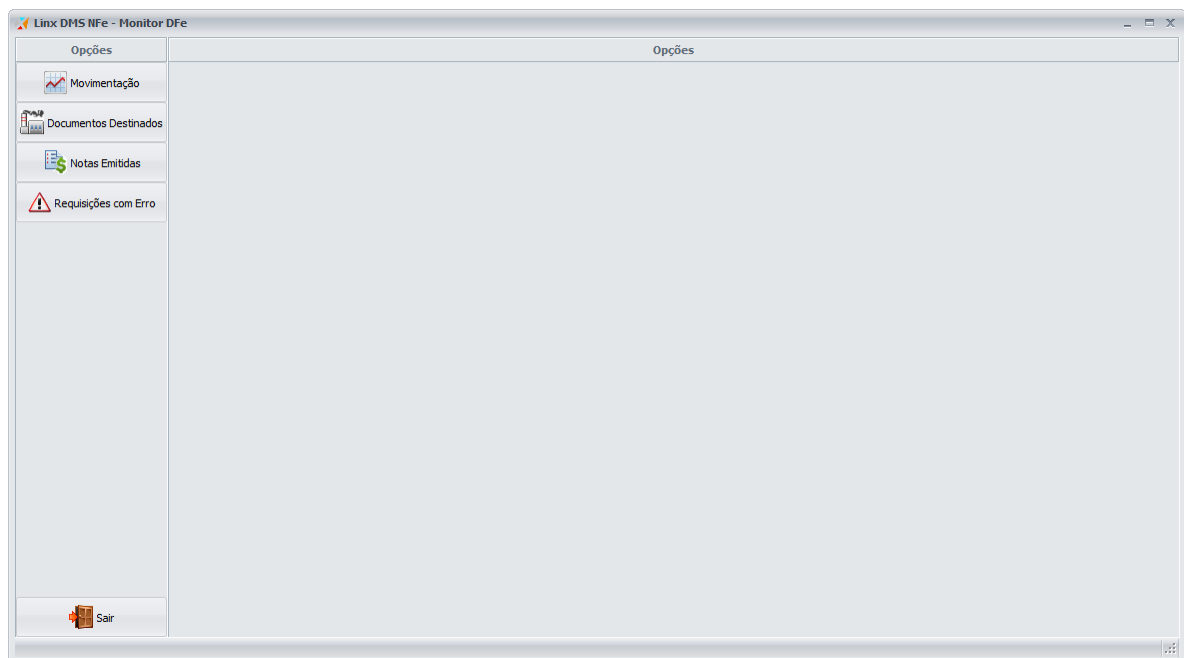 Linx DMS NFe - Monitor DFe
Opções
Opções
Movimentação
Documentos Destinados
Notas Emitidas
Requisições com Erro
Sair